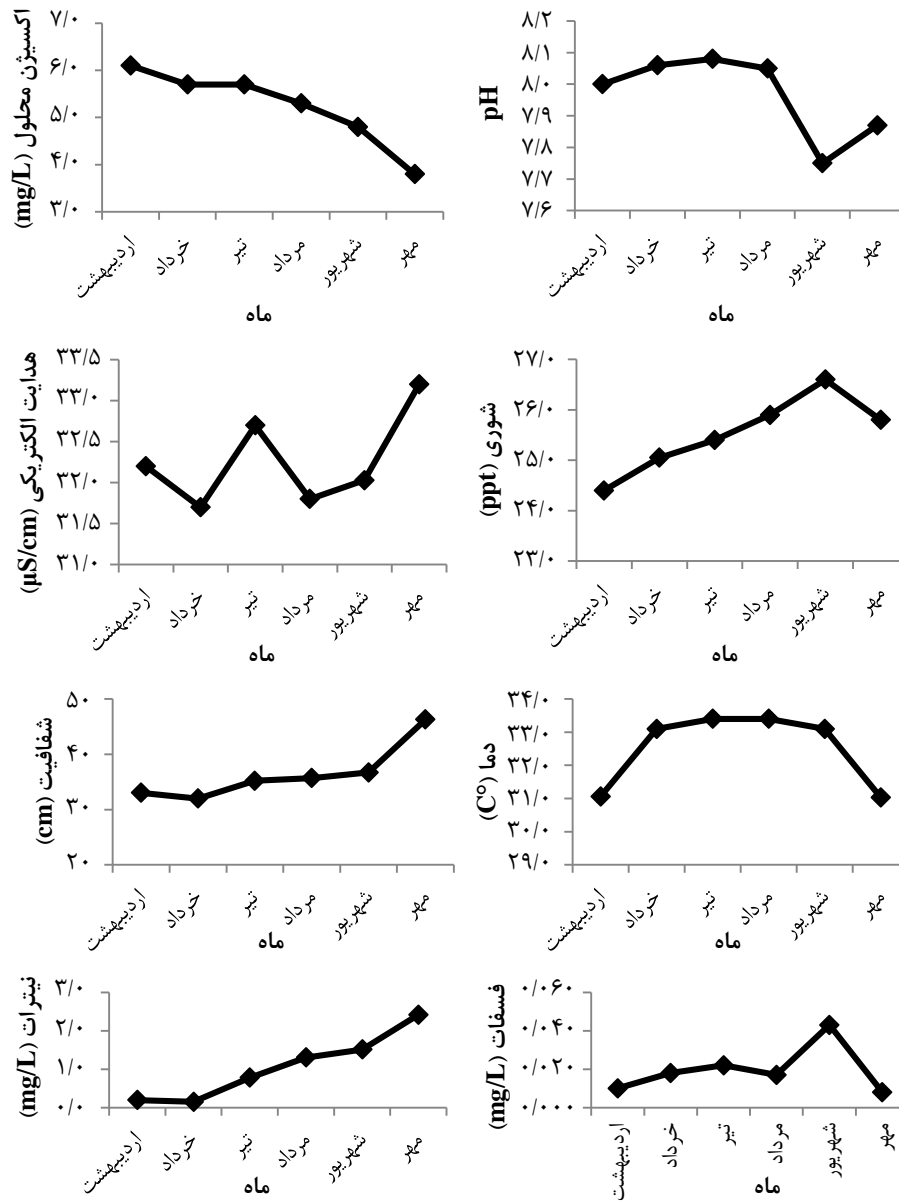 اکسیژن محلول (mg/L)
۷/۰
۶/۰
۵/۰
۴/۰
۳/۰
اردیبهشت
خرداد
تیر
مرداد
شهریور
مهر
ماه
pH
۸/۲
۸/۱
۸/۰
۷/۹
۷/۸
۷/۷
۷/۶
اردیبهشت
خرداد
تیر
مرداد
شهریور
مهر
ماه
هدایت الکتریکی (µS/cm)
۳۳/۵
۳۳/۰
۳۲/۵
۳۲/۰
۳۱/۵
۳۱/۰
اردیبهشت
خرداد
تیر
مرداد
شهریور
مهر
ماه
شوری (ppt)
۲۷/۰
۲۶/۰
۲۵/۰
۲۴/۰
۲۳/۰
اردیبهشت
خرداد
تیر
مرداد
شهریور
مهر
ماه
شفافیت (cm)
۵۰
۴۰
۳۰
۲۰
اردیبهشت
خرداد
تیر
مرداد
شهریور
مهر
ماه
دما (C°)
۳۴/۰
۳۳/۰
۳۲/۰
۳۱/۰
۳۰/۰
۲۹/۰
اردیبهشت
خرداد
تیر
مرداد
شهریور
مهر
ماه
نیترات (mg/L)
۳/۰
۲/۰
۱/۰
۰/۰
اردیبهشت
خرداد
تیر
مرداد
شهریور
مهر
ماه
فسفات (mg/L)
۰/۰۶۰
۰/۰۴۰
۰/۰۲۰
۰/۰۰۰
اردیبهشت
خرداد
تیر
مرداد
شهریور
مهر
ماه